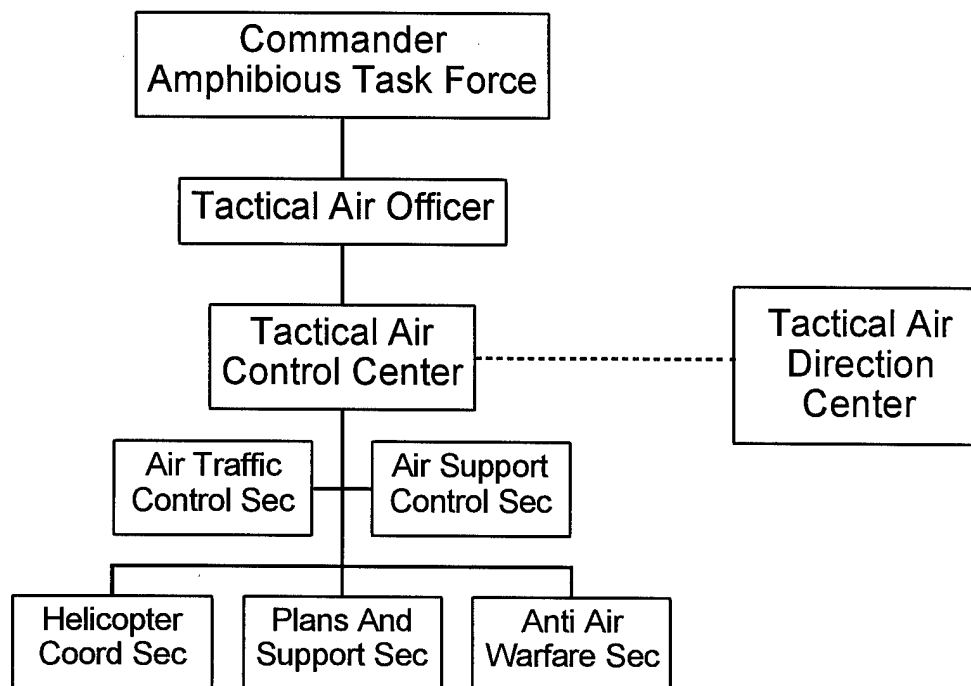 Commander
Amphibious Task Force
Tactical Air Officer
Tactical Air
Control Center
Tactical Air
Direction
Center
Air Traffic
Control Sec
Air Support
Control Sec
Helicopter
Coord Sec
Plans And
Support Sec
Anti Air
Warfare Sec